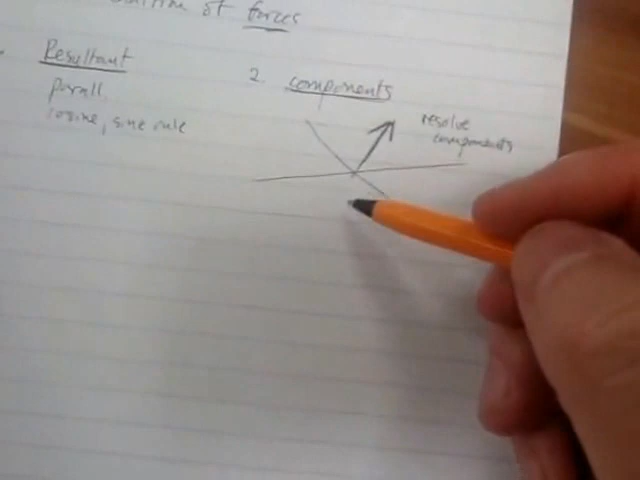 of forces
Resultant
parall
cosine, sine rule
2. components
resolve
components